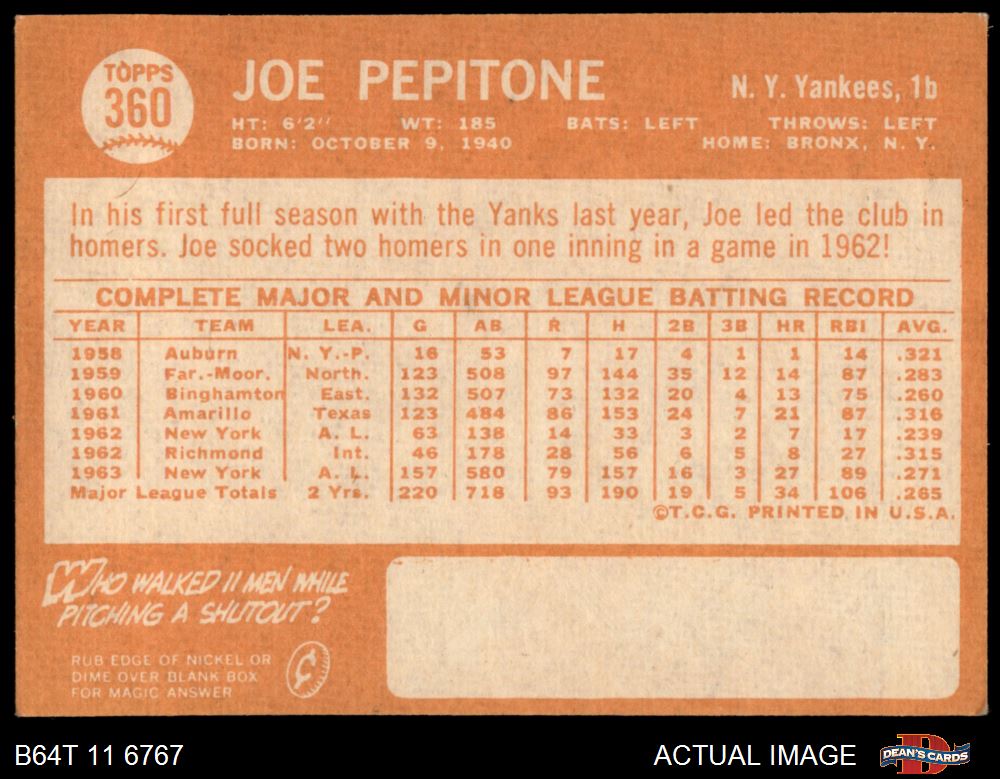 TOPPS
360
JOE PEPITONE
N. Y. Yankees, 1b
HT: 6'2" WT: 185 BATS: LEFT THROWS: LEFT
BORN: OCTOBER 9, 1940 HOME: BRONX, N. Y.
In his first full season with the Yanks last year, Joe led the club in
homers. Joe socked two homers in one inning in a game in 1962!
COMPLETE MAJOR AND MINOR LEAGUE BATTING RECORD
YEAR TEAM LEA. G AB R H 2B 3B HR RBI AVG.
1958 Auburn N. Y.-P. 16 53 7 17 4 1 1 14 .321
1959 Far.-Moor. North. 123 508 97 144 35 12 14 87 .283
1960 Binghamton East. 132 507 73 132 20 4 13 75 .260
1961 Amarillo Texas 123 484 86 153 24 7 21 87 .316
1962 New York A. L. 63 138 14 33 3 2 7 17 .239
1962 Richmond Int. 46 178 28 56 6 5 8 27 .315
1963 New York A. L. 157 580 79 157 16 3 27 89 .271
Major League Totals 2 Yrs. 220 718 93 190 19 5 34 106 .265
©T.C.G. PRINTED IN U.S.A.
WHO WALKED 11 MEN WHILE
PITCHING A SHUTOUT?
RUB EDGE OF NICKEL OR
DIME OVER BLANK BOX
FOR MAGIC ANSWER
¢
B64T 11 6767
ACTUAL IMAGE
D
DEAN'S CARDS